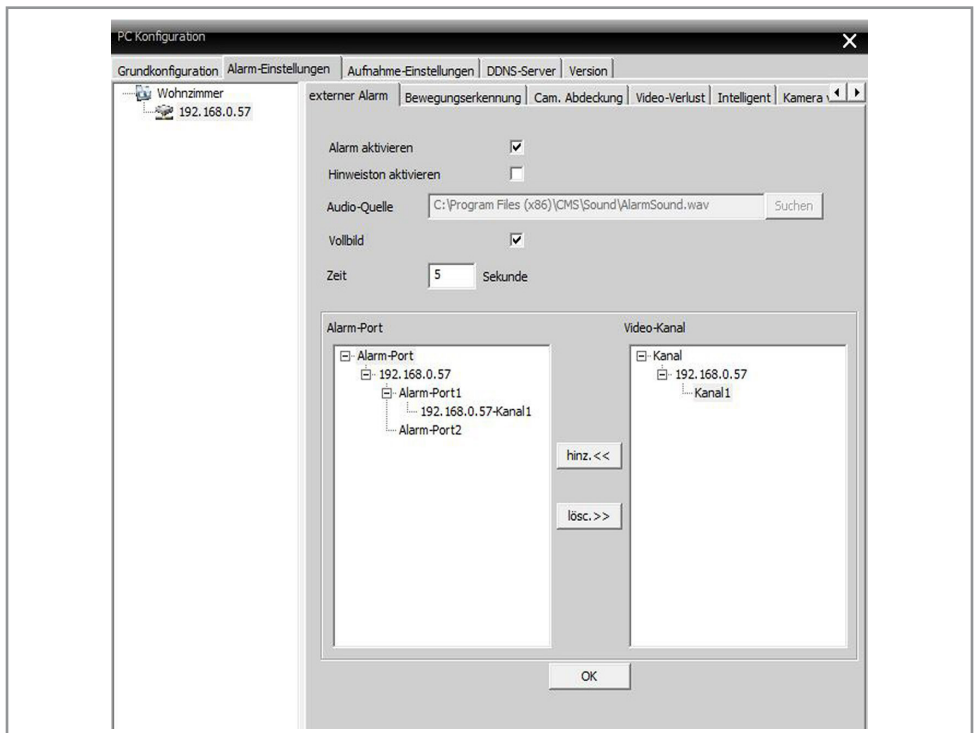 PC Konfiguration
Grundkonfiguration Alarm-Einstellungen Aufnahme-Einstellungen DDNS-Server Version
Wohnzimmer
192.168.0.57
externer Alarm Bewegungserkennung Cam. Abdeckung Video-Verlust Intelligent Kamera
Alarm aktivieren
Hinweiston aktivieren
Audio-Quelle C:\Program Files (x86)\CMS\Sound\AlarmSound.wav Suchen
Vollbild
Zeit 5 Sekunde
Alarm-Port
Alarm-Port
192.168.0.57
Alarm-Port1
192.168.0.57-Kanal1
Alarm-Port2
hinz.<<
lösc.>>
Video-Kanal
Kanal
192.168.0.57
Kanal1
OK